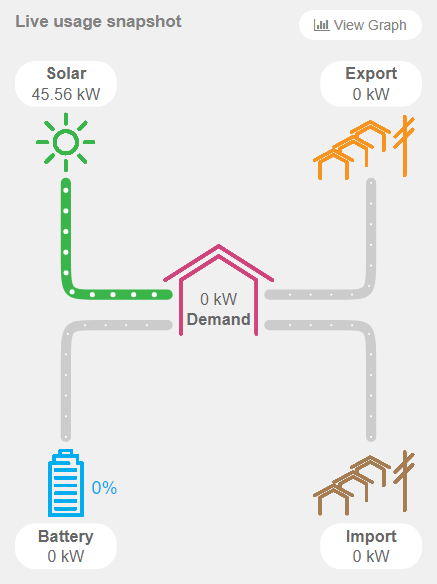 Live usage snapshot
View Graph
Solar
45.56 kW
Export
0 kW
0 kW
Demand
0%
Battery
0 kW
Import
0 kW